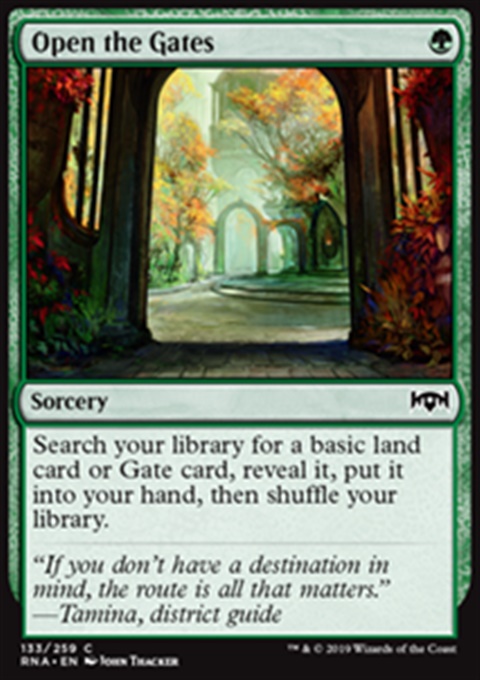 Open the Gates
Sorcery
Search your library for a basic land
card or Gate card, reveal it, put it
into your hand, then shuffle your
library.
“If you don’t have a destination in
mind, the route is all that matters.”
—Tamina, district guide
133/259 C
™ & © 2019 Wizards of the Coast
RNA • EN John Thacker